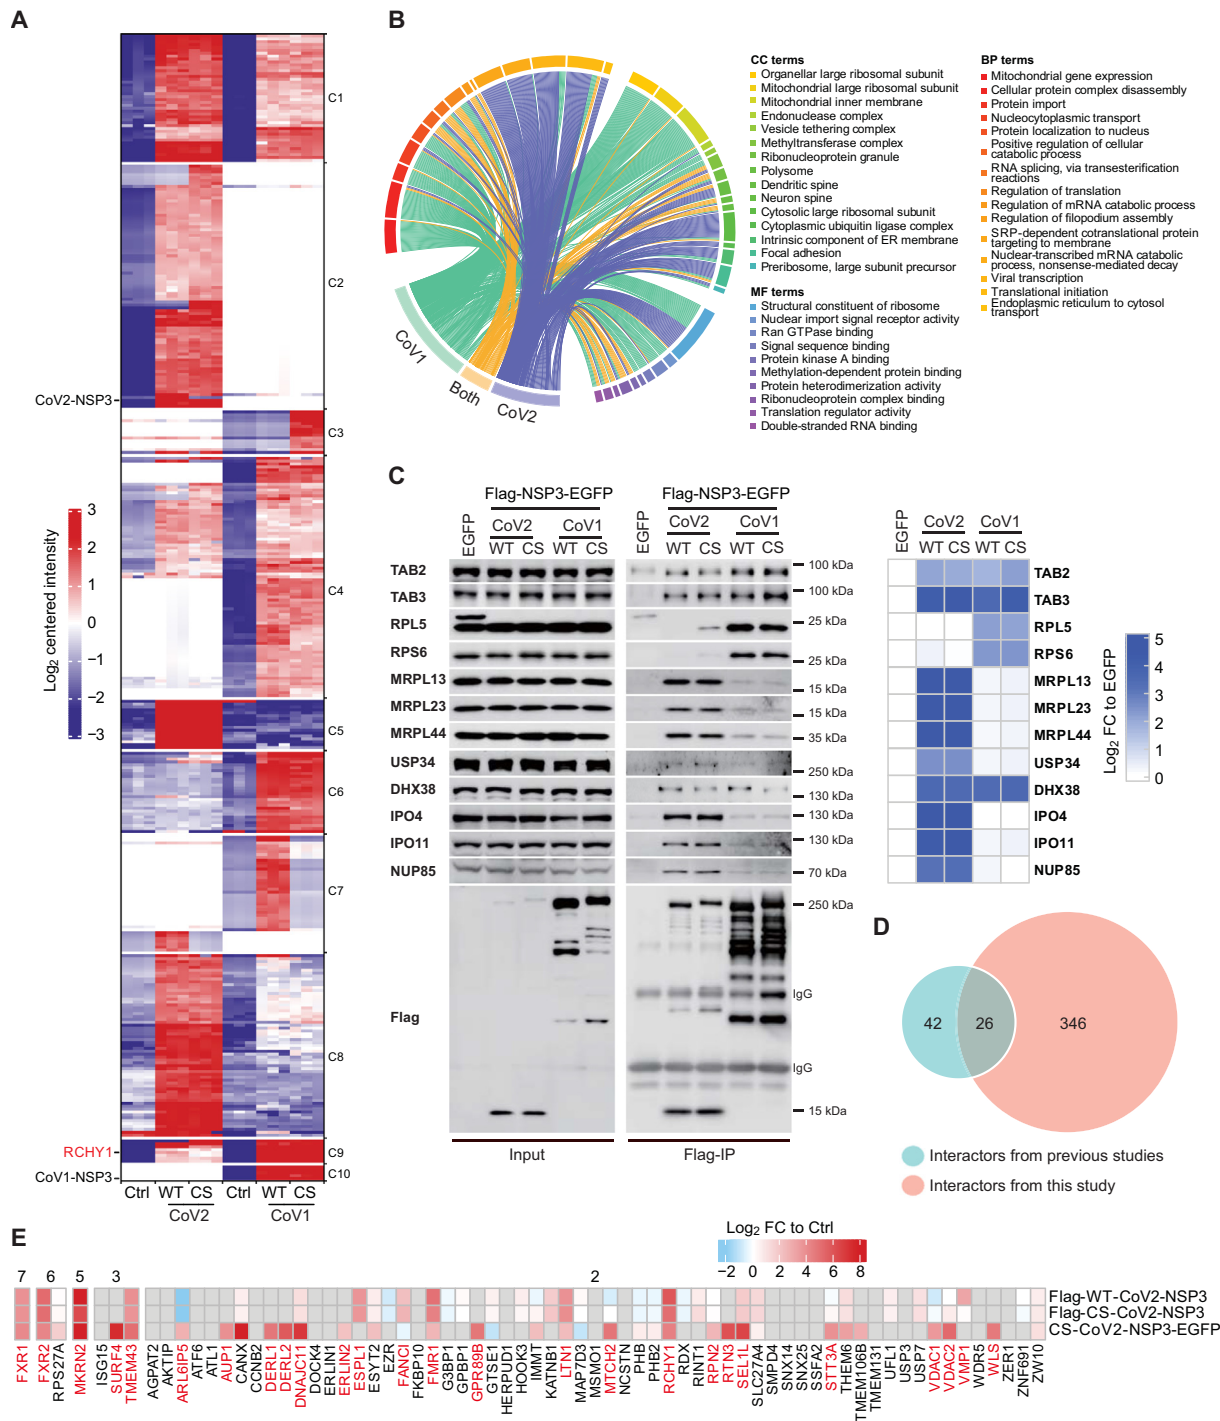 A
C1
C2
CoV2-NSP3
C3
C4
C5
C6
C7
C8
RCHY1
C9
CoV1-NSP3
C10
Ctrl WT CS Ctrl WT CS
CoV2 CoV1
Log2 centered intensity
3
2
1
0
−1
−2
−3
B
CoV1
Both
CoV2
CC terms
Organellar large ribosomal subunit
Mitochondrial large ribosomal subunit
Mitochondrial inner membrane
Endonuclease complex
Vesicle tethering complex
Methyltransferase complex
Ribonucleoprotein granule
Polysome
Dendritic spine
Neuron spine
Cytosolic large ribosomal subunit
Cytoplasmic ubiquitin ligase complex
Intrinsic component of ER membrane
Focal adhesion
Preribosome, large subunit precursor
MF terms
Structural constituent of ribosome
Nuclear import signal receptor activity
Ran GTPase binding
Signal sequence binding
Protein kinase A binding
Methylation-dependent protein binding
Protein heterodimerization activity
Ribonucleoprotein complex binding
Translation regulator activity
Double-stranded RNA binding
BP terms
Mitochondrial gene expression
Cellular protein complex disassembly
Protein import
Nucleocytoplasmic transport
Protein localization to nucleus
Positive regulation of cellular
catabolic process
RNA splicing, via transesterification
reactions
Regulation of translation
Regulation of mRNA catabolic process
Regulation of filopodium assembly
SRP-dependent cotranslational protein
targeting to membrane
Nuclear-transcribed mRNA catabolic
process, nonsense-mediated decay
Viral transcription
Translational initiation
Endoplasmic reticulum to cytosol
transport
C
Flag-NSP3-EGFP Flag-NSP3-EGFP
EGFP CoV2 CoV1 EGFP CoV2 CoV1
WT CS WT CS WT CS WT CS
TAB2 100 kDa
TAB3 100 kDa
RPL5 25 kDa
RPS6 25 kDa
MRPL13 15 kDa
MRPL23 15 kDa
MRPL44 35 kDa
USP34 250 kDa
DHX38 130 kDa
IPO4 130 kDa
IPO11 130 kDa
NUP85 70 kDa
250 kDa
IgG
Flag
IgG
15 kDa
Input Flag-IP
EGFP CoV2 CoV1
WT CS WT CS
TAB2
TAB3
RPL5
RPS6
MRPL13
MRPL23
MRPL44
USP34
DHX38
IPO4
IPO11
NUP85
Log2 FC to EGFP
5
4
3
2
1
0
D
42 26 346
Interactors from previous studies
Interactors from this study
E
Log2 FC to Ctrl
−2 0 2 4 6 8
7 6 5 3 2
Flag-WT-CoV2-NSP3
Flag-CS-CoV2-NSP3
CS-CoV2-NSP3-EGFP
FXR1
FXR2
RPS27A
MKRN2
ISG15
SURF4
TMEM43
AGPAT2
AKTIP
ARL6IP5
ATF6
ATL1
AUP1
CANX
CCNB2
DERL1
DERL2
DNAJC11
DOCK4
ERLIN1
ERLIN2
ESPL1
ESYT2
EZR
FANCI
FKBP10
FMR1
G3BP1
GPBP1
GPR89B
GTSE1
HERPUD1
HOOK3
IMMT
KATNB1
LTN1
MAP7D3
MSMO1
MTCH2
NCSTN
PHB
PHB2
RCHY1
RDX
RINT1
RPN2
RTN3
SEL1L
SLC27A4
SMPD4
SNX14
SNX25
SSFA2
STT3A
THEM6
TMEM106B
TMEM131
UFL1
USP3
USP7
VDAC1
VDAC2
VIMP1
WDR5
WLS
ZER1
ZNF691
ZW10